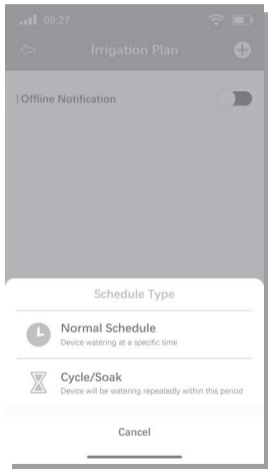 09:27
Irrigation Plan
Offline Notification
Schedule Type
Normal Schedule
Device watering at a specific time
Cycle/Soak
Device will be watering repeatedly within this period
Cancel